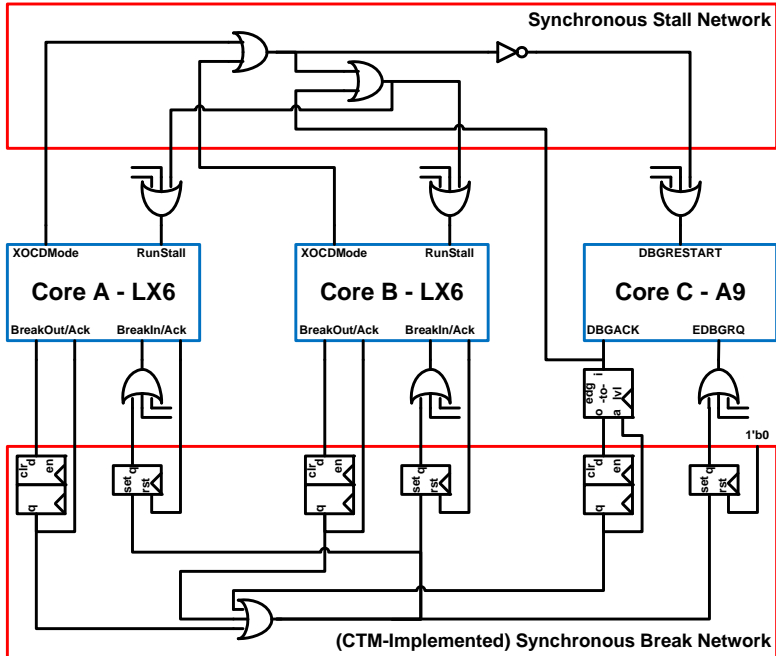 Synchronous Stall Network
XOCDMode
RunStall
Core A - LX6
BreakOut/Ack
BreakIn/Ack
XOCDMode
RunStall
Core B - LX6
BreakOut/Ack
BreakIn/Ack
DBGRESTART
Core C - A9
DBGACK
EDBGRQ
edg
-to-
lvl
i
o
a
1'b0
clr
d
en
q
set
q
rst
clr
d
en
q
set
q
rst
clr
d
en
q
set
q
rst
(CTM-Implemented) Synchronous Break Network